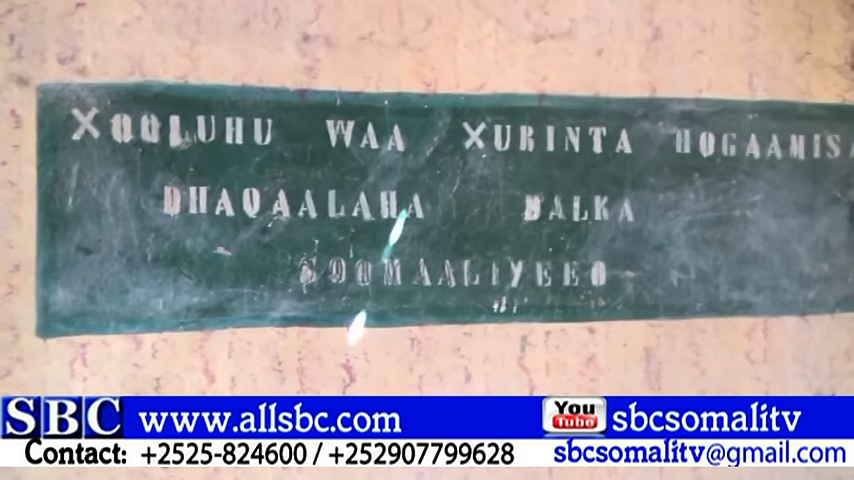 XOOLUHU WAA XUBINTA HOGAAMISA
DHAQAALAHA DALKA
SOOMAALIYEED
SBC www.allsbc.com You Tube sbcsomalitv
Contact: +2525-824600 / +252907799628 sbcsomalitv@gmail.com